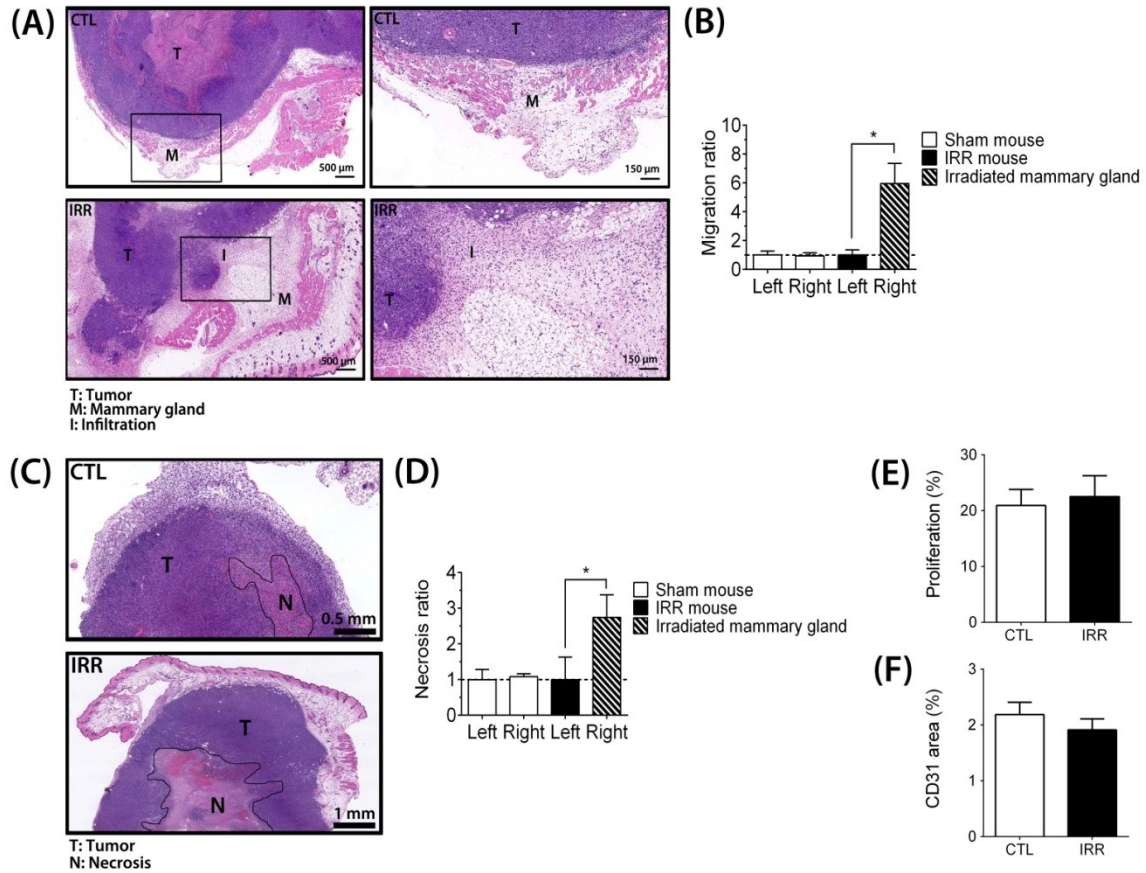 (A)
CTL
T
M
500 µm
CTL
T
M
150 µm
IRR
T
I
M
500 µm
IRR
I
T
150 µm
T: Tumor
M: Mammary gland
I: Infiltration
(B)
Migration ratio
10
8
6
4
2
0
*
Left Right Left Right
Sham mouse
IRR mouse
Irradiated mammary gland
(C)
CTL
T
N
0.5 mm
IRR
T
N
1 mm
T: Tumor
N: Necrosis
(D)
Necrosis ratio
4
3
2
1
0
*
Left Right Left Right
Sham mouse
IRR mouse
Irradiated mammary gland
(E)
Proliferation (%)
30
20
10
0
CTL IRR
(F)
CD31 area (%)
3
2
1
0
CTL IRR